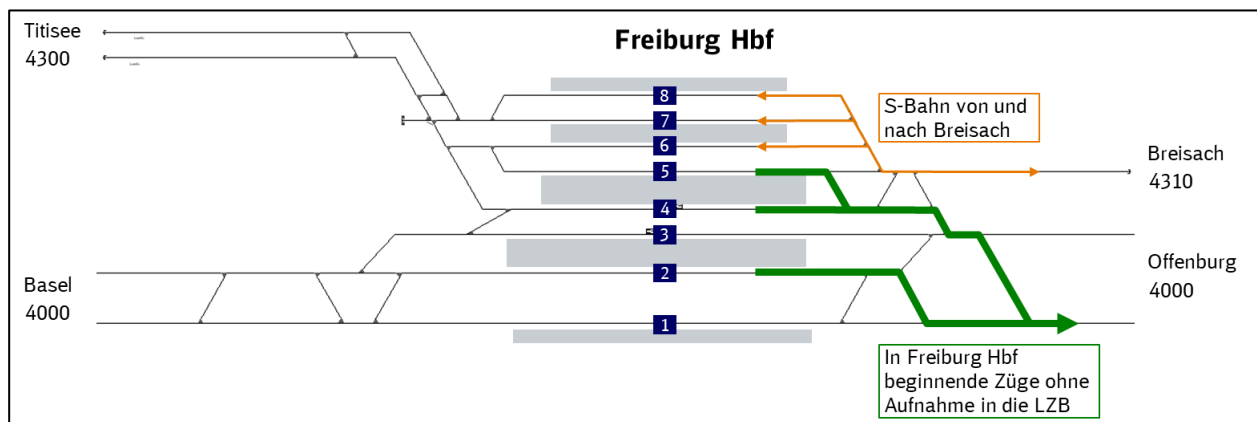 Titisee
4300
Freiburg Hbf
8
S-Bahn von und
nach Breisach
7
6
Breisach
4310
5
4
3
Offenburg
4000
2
Basel
4000
1
In Freiburg Hbf
beginnende Züge ohne
Aufnahme in die LZB